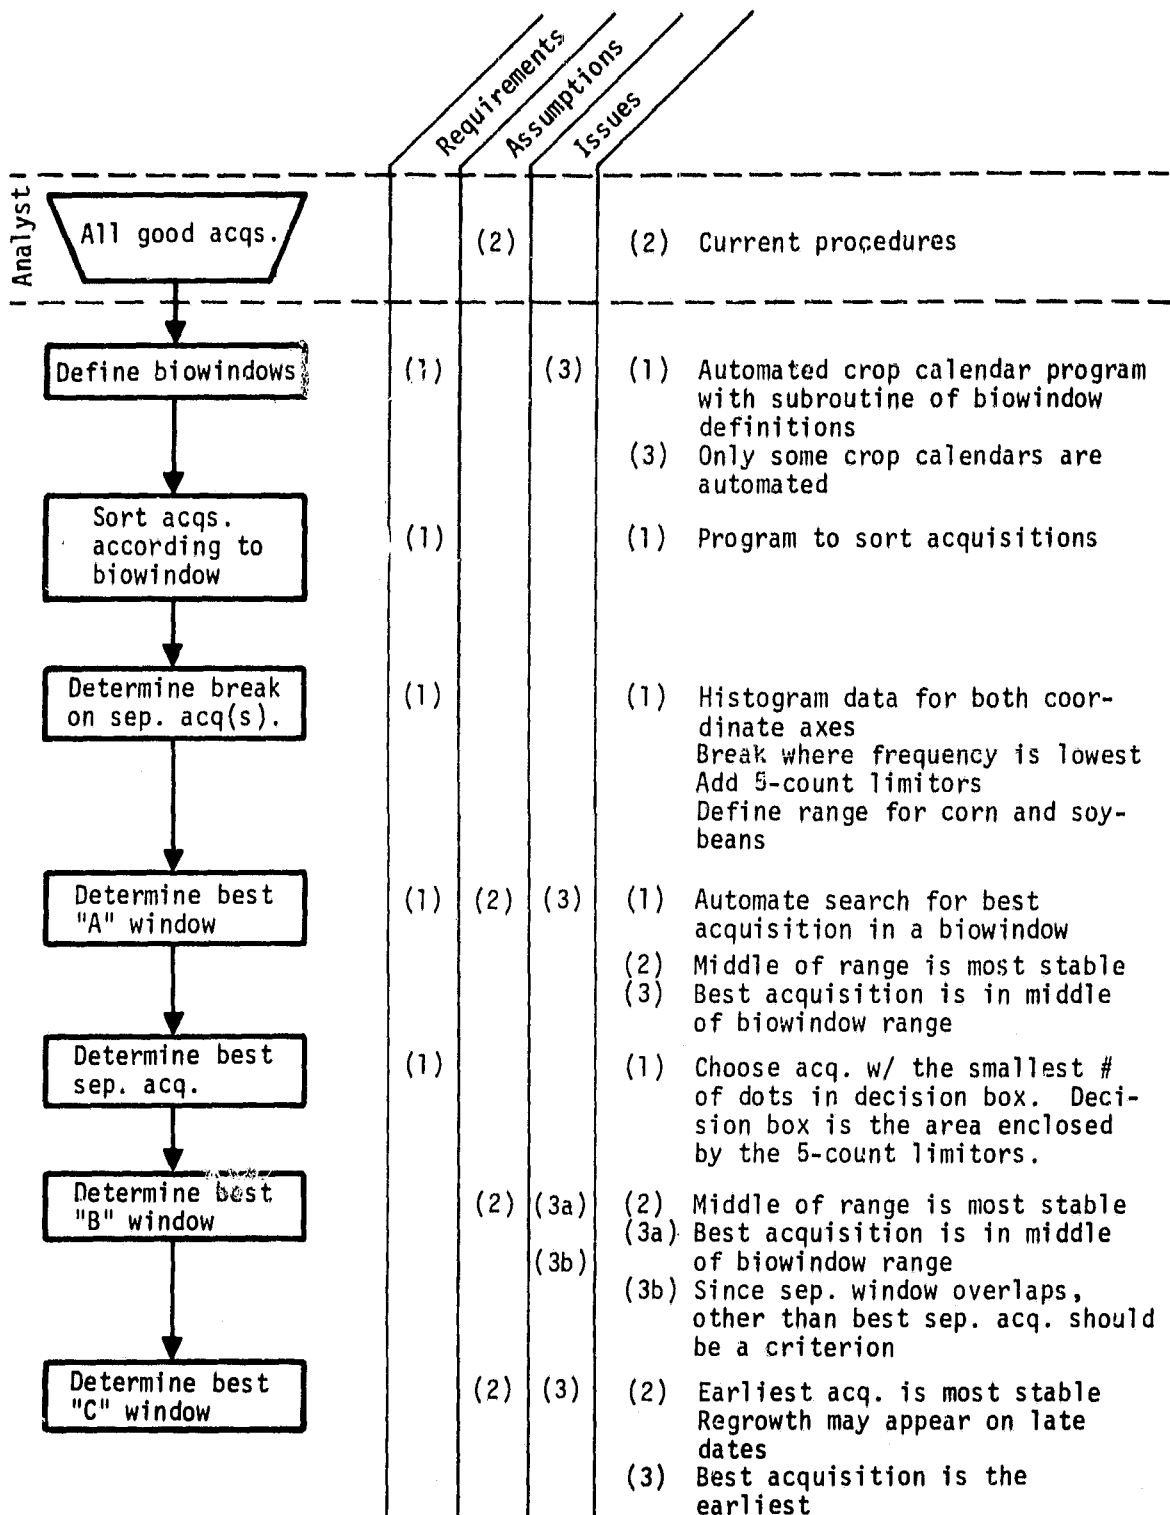 Requirements
Assumptions
Issues
Analyst
All good acqs.
(2)
(2) Current procedures
Define biowindows
(1)
(3)
(1) Automated crop calendar program
with subroutine of biowindow
definitions
(3) Only some crop calendars are
automated
Sort acqs.
according to
biowindow
(1)
(1) Program to sort acquisitions
Determine break
on sep. acq(s).
(1)
(1) Histogram data for both coor-
dinate axes
Break where frequency is lowest
Add 5-count limitors
Define range for corn and soy-
beans
Determine best
"A" window
(1)
(2)
(3)
(1) Automate search for best
acquisition in a biowindow
(2) Middle of range is most stable
(3) Best acquisition is in middle
of biowindow range
Determine best
sep. acq.
(1)
(1) Choose acq. w/ the smallest #
of dots in decision box. Deci-
sion box is the area enclosed
by the 5-count limitors.
Determine best
"B" window
(2)
(3a)
(3b)
(2) Middle of range is most stable
(3a) Best acquisition is in middle
of biowindow range
(3b) Since sep. window overlaps,
other than best sep. acq. should
be a criterion
Determine best
"C" window
(2)
(3)
(2) Earliest acq. is most stable
Regrowth may appear on late
dates
(3) Best acquisition is the
earliest